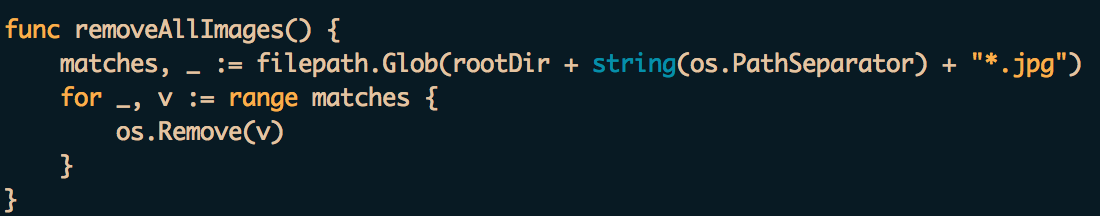 func removeAllImages() {
    matches, _ := filepath.Glob(rootDir + string(os.PathSeparator) + "*.jpg")
    for _, v := range matches {
        os.Remove(v)
    }
}